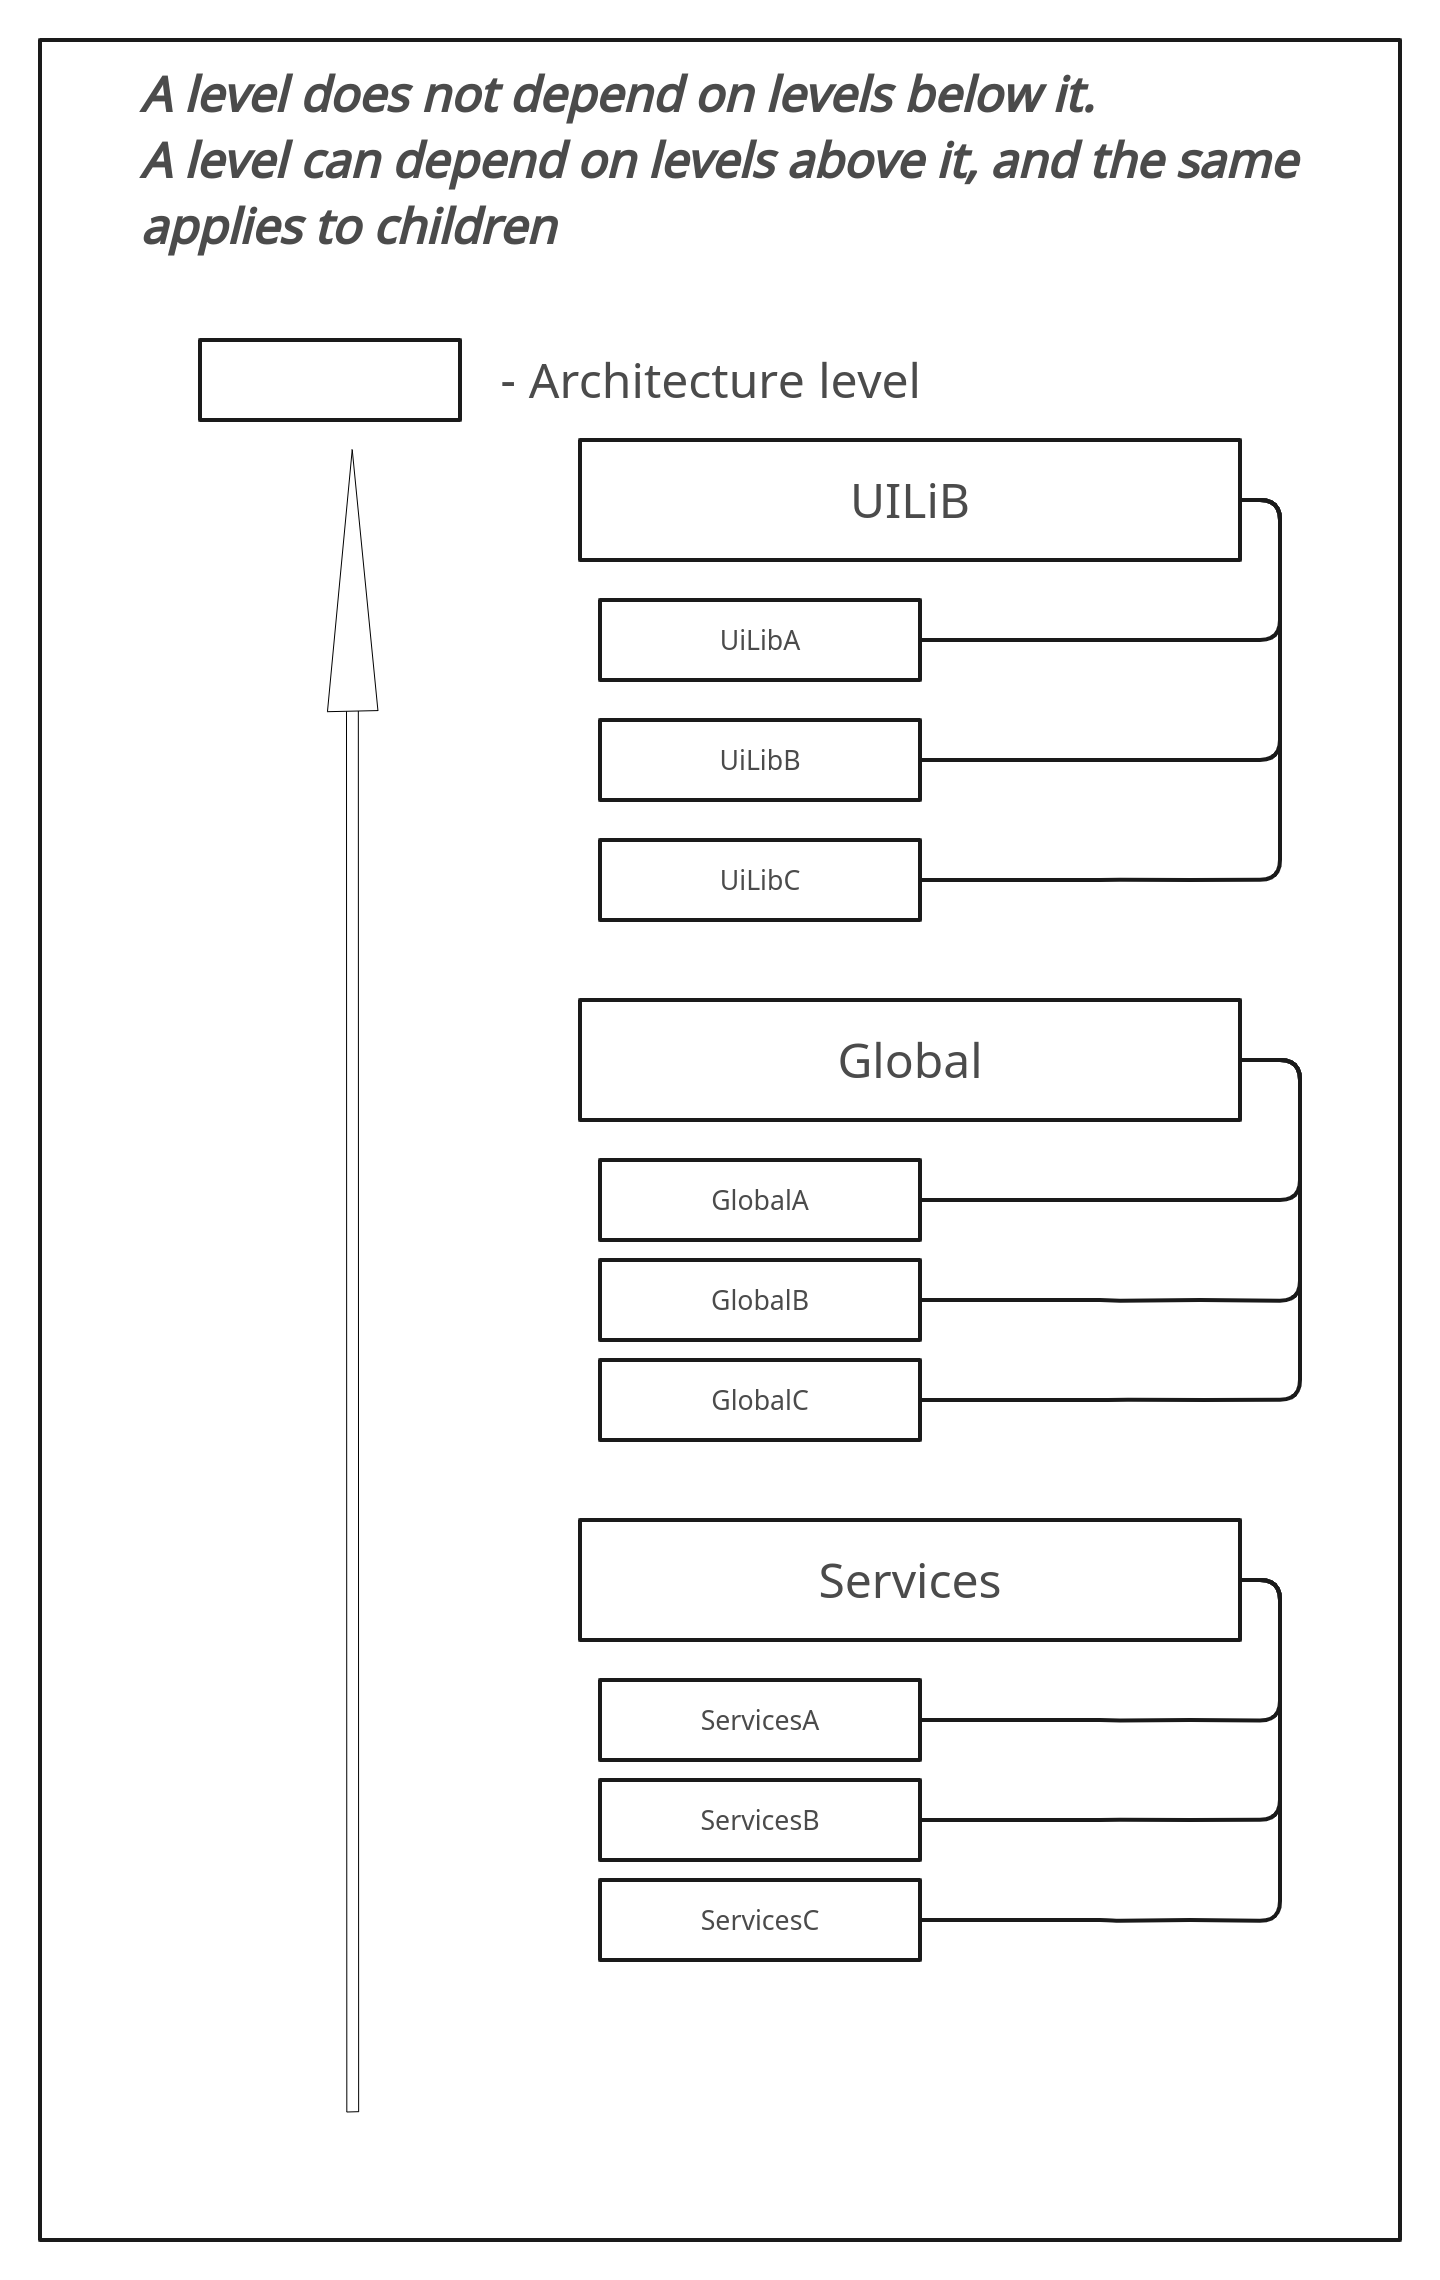 A level does not depend on levels below it.
A level can depend on levels above it, and the same
applies to children
- Architecture level
UILiB
UiLibA
UiLibB
UiLibC
Global
GlobalA
GlobalB
GlobalC
Services
ServicesA
ServicesB
ServicesC